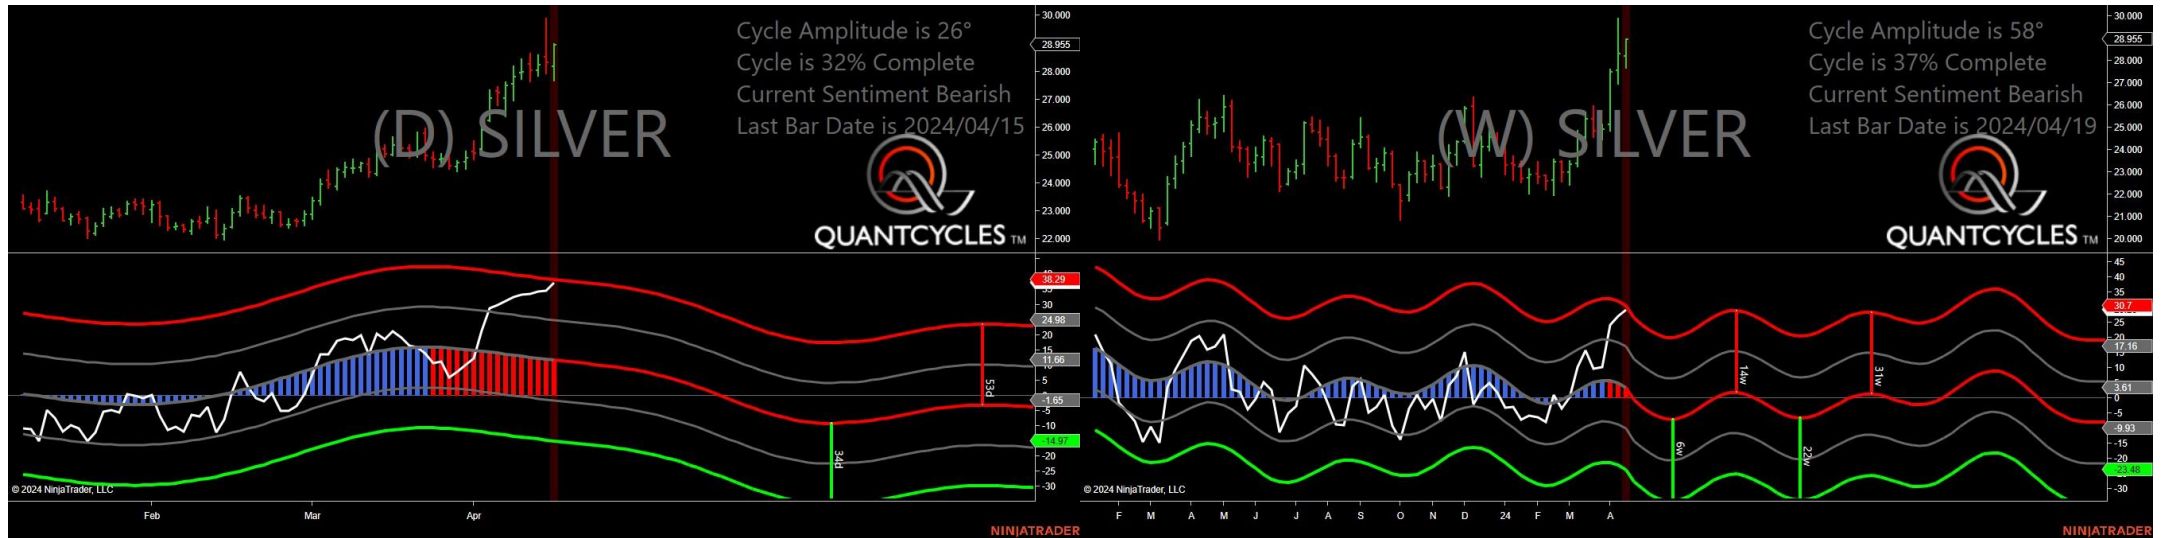 Cycle Amplitude is 26°
Cycle is 32% Complete
Current Sentiment Bearish
Last Bar Date is 2024/04/15
(D) SILVER
QUANTCYCLES TM
30.000
28.955
28.000
27.000
26.000
25.000
24.000
23.000
22.000
38.29
35
30
24.98
20
15
11.66
5
0
-1.65
-5
-10
-14.97
-20
-25
-30
53d
34d
© 2024 NinjaTrader, LLC
Feb
Mar
Apr
NINJATRADER
Cycle Amplitude is 58°
Cycle is 37% Complete
Current Sentiment Bearish
Last Bar Date is 2024/04/19
(W) SILVER
QUANTCYCLES TM
30.000
28.955
28.000
27.000
26.000
25.000
24.000
23.000
22.000
21.000
20.000
45
40
35
30.7
25
20
17.16
10
3.61
0
-5
-9.93
-15
-20
-23.48
-30
6w
14w
22w
31w
© 2024 NinjaTrader, LLC
F
M
A
M
J
J
A
S
O
N
D
24
F
M
A
NINJATRADER